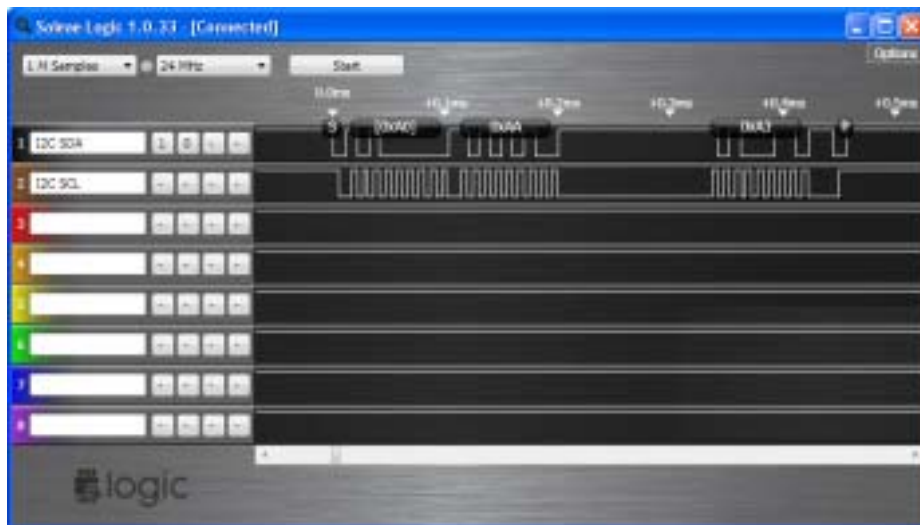 Saleae Logic 1.0.33 - [Connected]
Options
1 M Samples @ 24 MHz Start
0.0ms +0.1ms +0.2ms +0.3ms +0.4ms +0.5ms
S [0xA0] 0xAA 0xA3 P
1 I2C SDA 1 0 - -
2 I2C SCL - - - -
3 - - - -
4 - - - -
5 - - - -
6 - - - -
7 - - - -
8 - - - -
logic